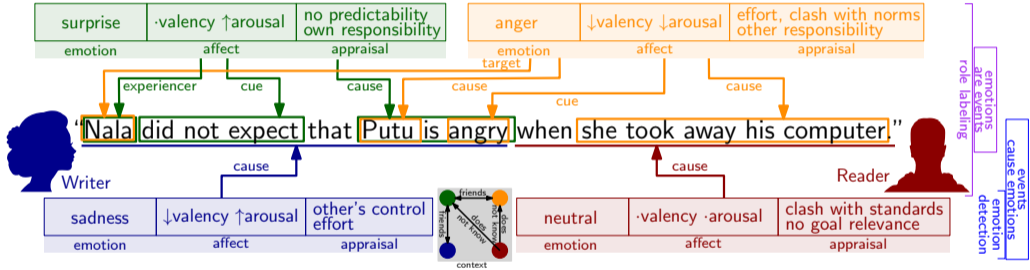 surprise
·valency ↑arousal
no predictability
own responsibility
emotion
affect
appraisal
anger
↓valency ↓arousal
effort, clash with norms
other responsibility
emotion
affect
appraisal
target
experiencer
cue
cause
cause
cue
cause
“Nala did not expect that Putu is angry when she took away his computer.”
Writer
cause
cause
Reader
sadness
↓valency ↑arousal
other's control
effort
emotion
affect
appraisal
friends
friends
does
not know
does
not know
context
neutral
·valency ·arousal
clash with standards
no goal relevance
emotion
affect
appraisal
emotions
are events
role labeling
events
cause emotions
emotion
detection